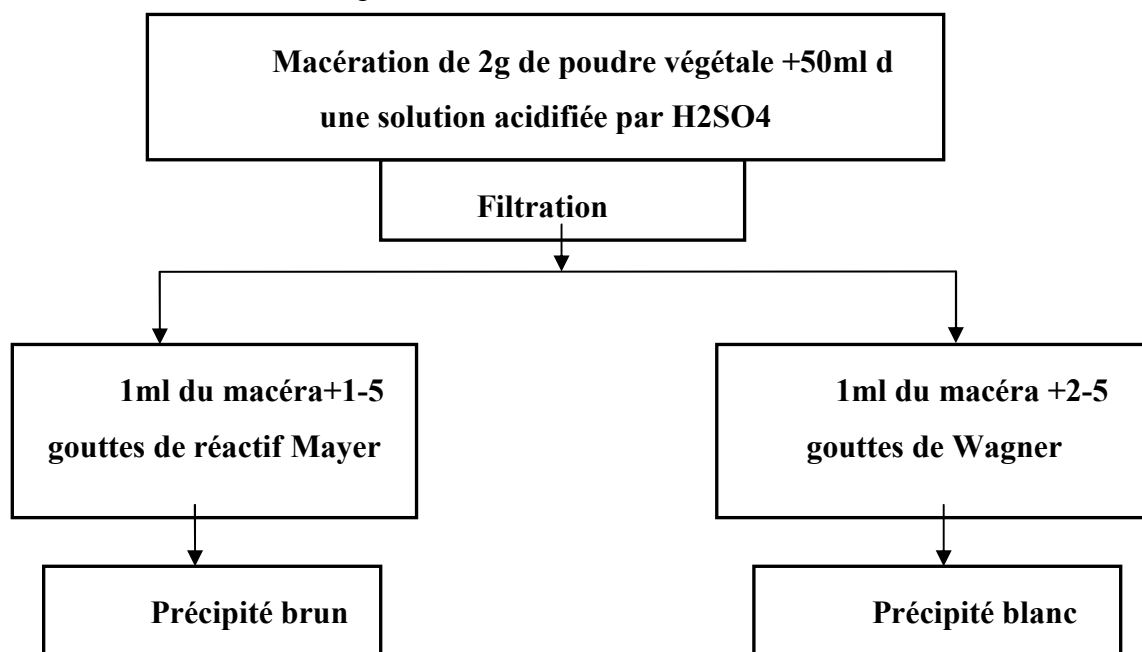 Macération de 2g de poudre végétale +50ml d
une solution acidifiée par H2SO4
Filtration
1ml du macéra+1-5
gouttes de réactif Mayer
1ml du macéra +2-5
gouttes de Wagner
Précipité brun
Précipité blanc